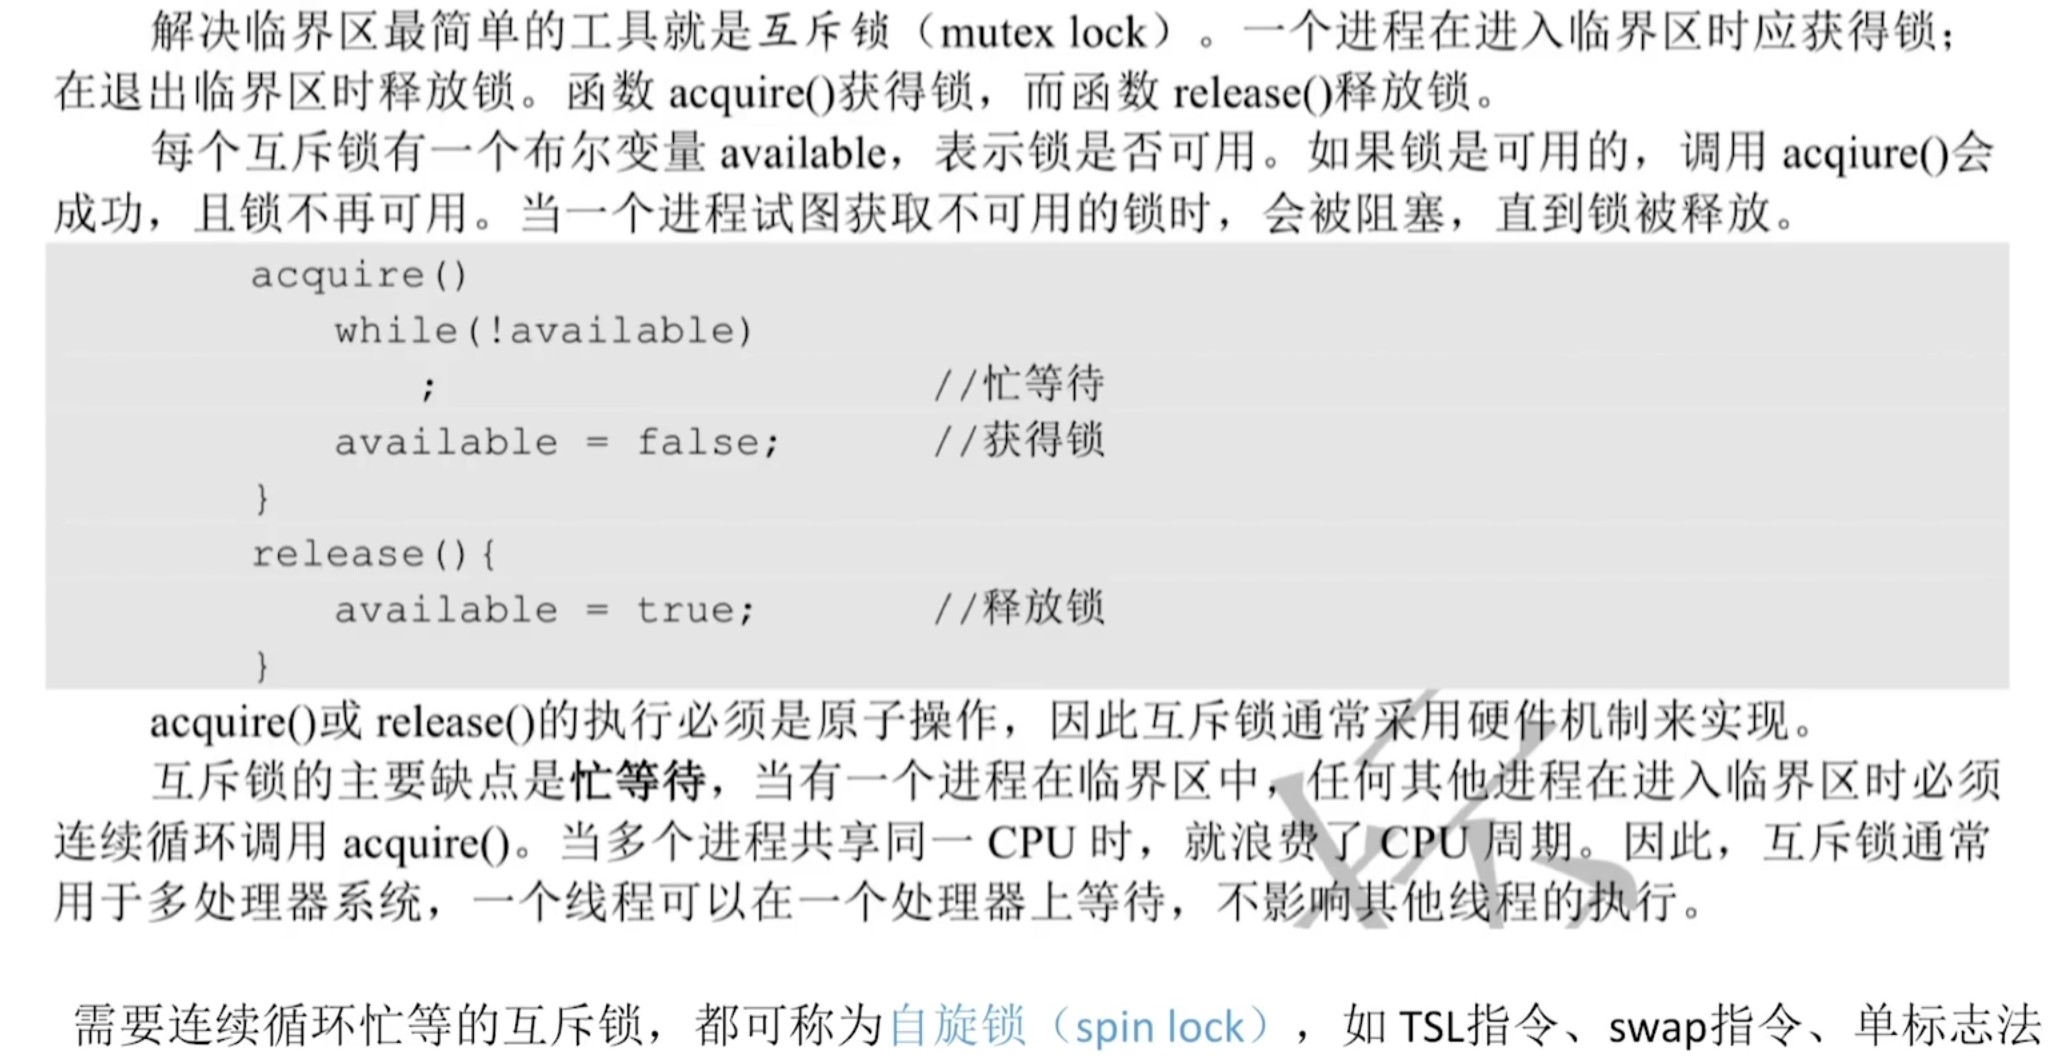 解决临界区最简单的工具就是互斥锁（mutex lock）。一个进程在进入临界区时应获得锁；
在退出临界区时释放锁。函数 acquire()获得锁，而函数 release()释放锁。
每个互斥锁有一个布尔变量 available，表示锁是否可用。如果锁是可用的，调用 acqiure()会
成功，且锁不再可用。当一个进程试图获取不可用的锁时，会被阻塞，直到锁被释放。
acquire()
while(!available)
; //忙等待
available = false; //获得锁
}
release(){
available = true; //释放锁
}
acquire()或 release()的执行必须是原子操作，因此互斥锁通常采用硬件机制来实现。
互斥锁的主要缺点是忙等待，当有一个进程在临界区中，任何其他进程在进入临界区时必须
连续循环调用 acquire()。当多个进程共享同一 CPU 时，就浪费了 CPU 周期。因此，互斥锁通常
用于多处理器系统，一个线程可以在一个处理器上等待，不影响其他线程的执行。
需要连续循环忙等的互斥锁，都可称为自旋锁（spin lock），如 TSL指令、swap指令、单标志法